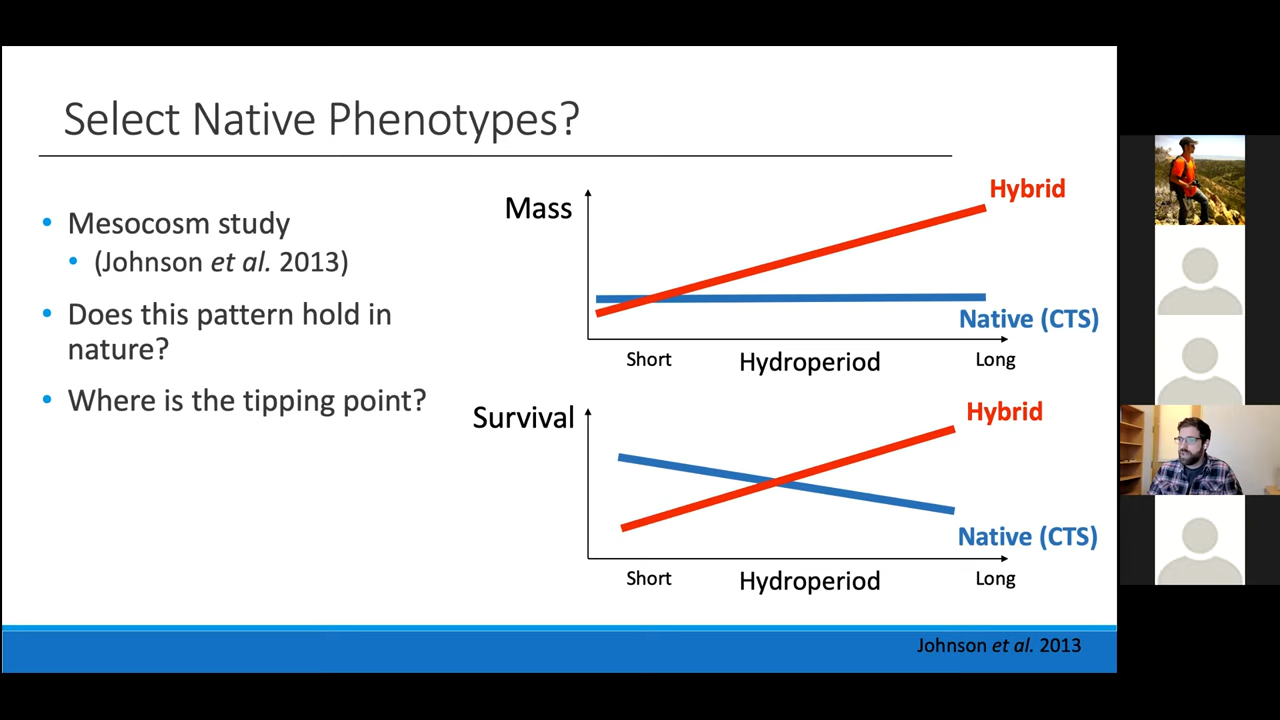 Select Native Phenotypes?
• Mesocosm study
• (Johnson et al. 2013)
• Does this pattern hold in
nature?
• Where is the tipping point?
Mass
Hybrid
Native (CTS)
Short
Hydroperiod
Long
Survival
Hybrid
Native (CTS)
Short
Hydroperiod
Long
Johnson et al. 2013